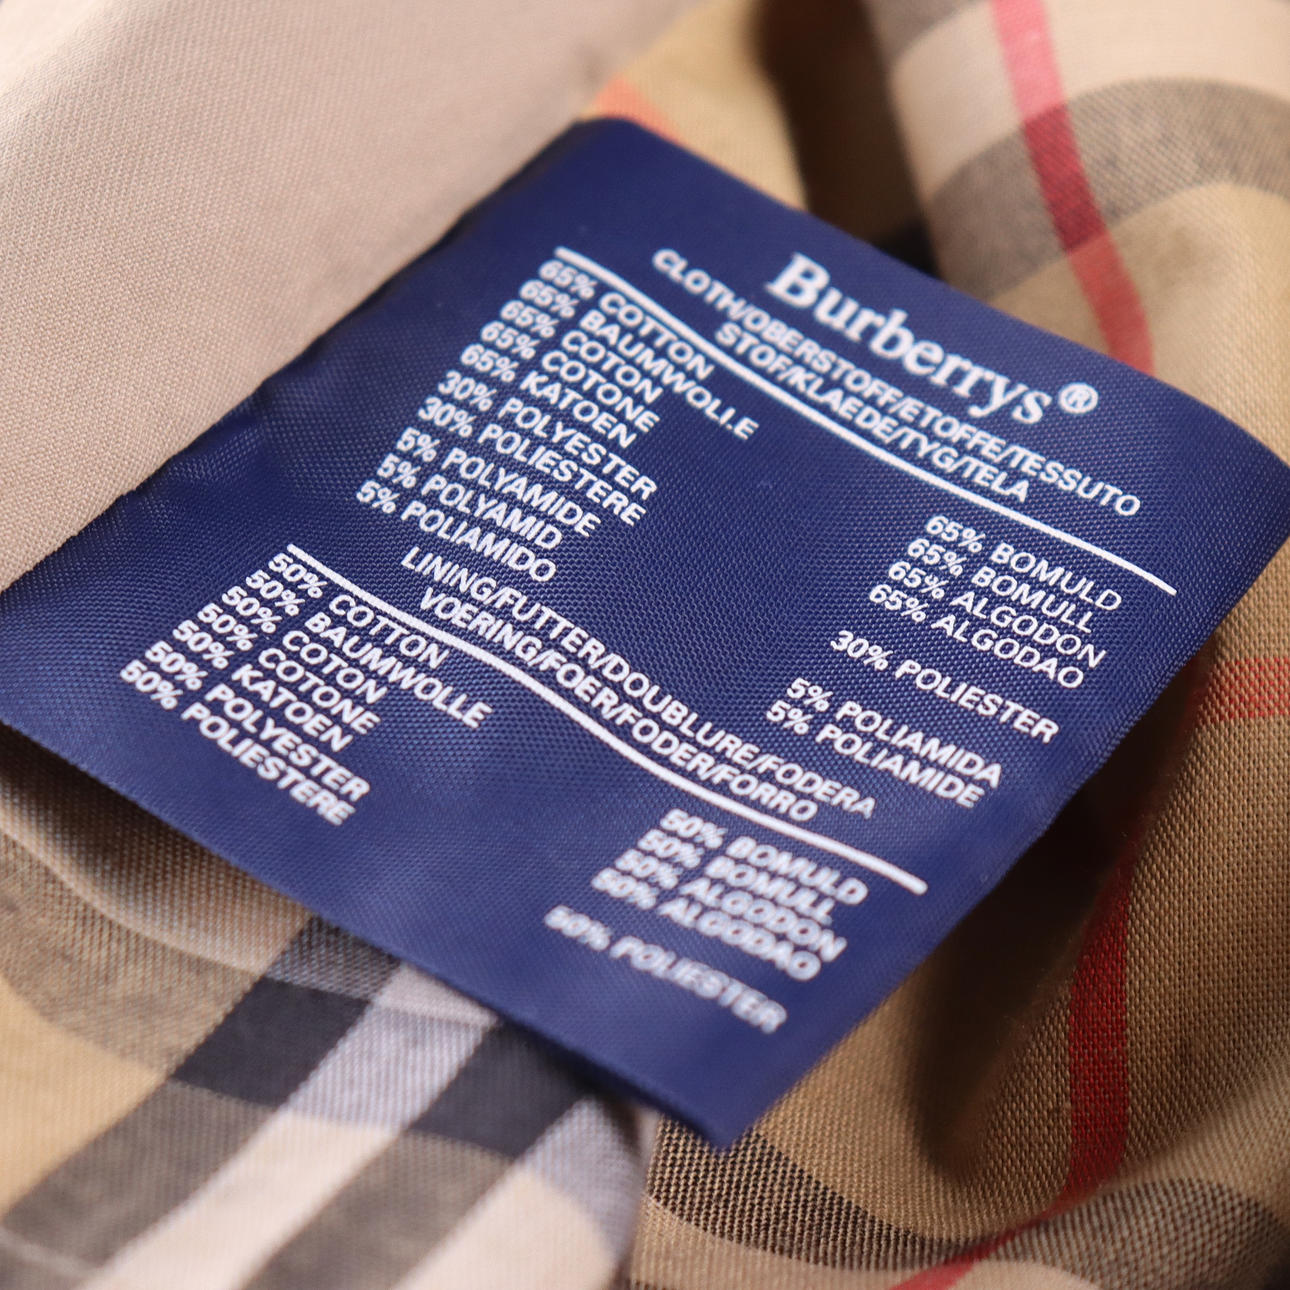 Burberrys®
CLOTH/OBERSTOFF/ETOFFE/TESSUTO
STOF/KLAEDE/TYG/TELA
65% COTTON
65% BAUMWOLLE
65% COTON
65% COTONE
65% KATOEN
30% POLYESTER
30% POLIESTERE
5% POLYAMIDE
5% POLYAMID
5% POLIAMIDO
65% BOMULD
65% BOMULL
65% ALGODON
65% ALGODAO
30% POLIESTER
5% POLIAMIDA
5% POLIAMIDE
LINING/FUTTER/DOUBLURE/FODERA
VOERING/FOER/FODER/FORRO
50% COTTON
50% BAUMWOLLE
50% COTON
50% COTONE
50% KATOEN
50% POLYESTER
50% POLIESTERE
50% BOMULD
50% BOMULL
50% ALGODON
50% ALGODAO
50% POLIESTER